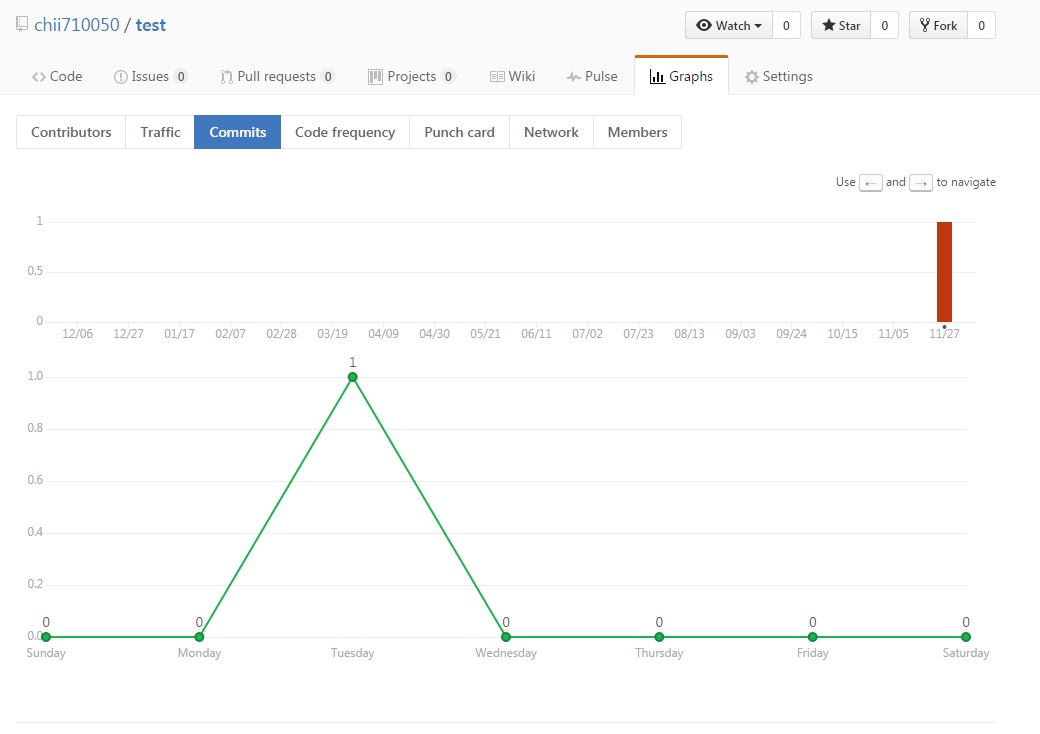 chii710050 / test
Watch 0 Star 0 Fork 0
Code Issues 0 Pull requests 0 Projects 0 Wiki Pulse Graphs Settings
Contributors Traffic Commits Code frequency Punch card Network Members
Use ← and → to navigate
1
0.5
0
12/06 12/27 01/17 02/07 02/28 03/19 04/09 04/30 05/21 06/11 07/02 07/23 08/13 09/03 09/24 10/15 11/05 11/27
1
1.0
0.8
0.6
0.4
0.2
0 0 0 0 0 0
0.0
Sunday Monday Tuesday Wednesday Thursday Friday Saturday